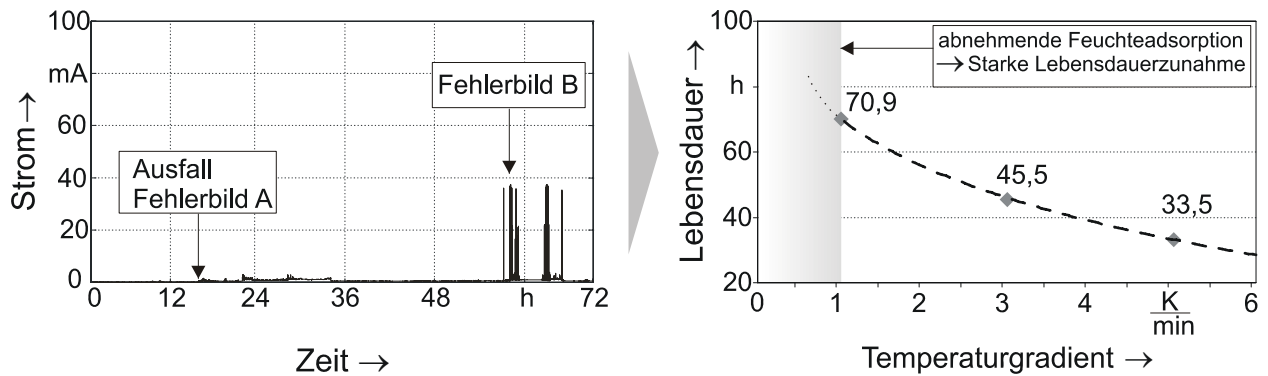 100
mA
60
40
20
0
Strom →
Ausfall
Fehlerbild A
Fehlerbild B
0 12 24 36 48 h 72
Zeit →
100
h
80
60
40
20
Lebensdauer →
abnehmende Feuchteadsorption
→ Starke Lebensdauerzunahme
70,9
45,5
33,5
0 1 2 3 4 K/min 6
Temperaturgradient →